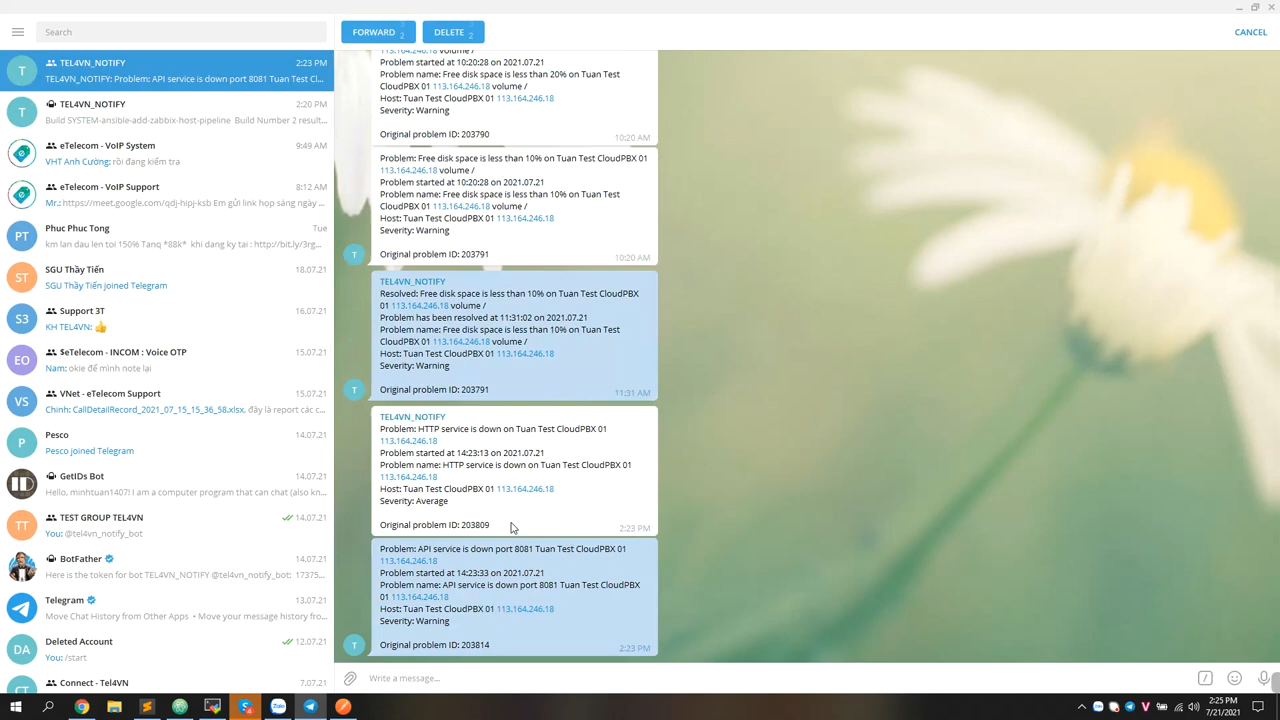 Search
FORWARD 2
DELETE 2
CANCEL
TEL4VN_NOTIFY 2:23 PM
TEL4VN_NOTIFY: Problem: API service is down port 8081 Tuan Test Cl...
TEL4VN_NOTIFY 2:20 PM
Build SYSTEM-ansible-add-zabbix-host-pipeline Build Number 2 result...
eTelecom - VoIP System 9:49 AM
VHT Anh Cường: rồi đang kiểm tra
eTelecom - VoIP Support 8:12 AM
Mr.: https://meet.google.com/qdj-hipj-ksb Em gửi link họp sáng ngày ...
PT
Phuc Phuc Tong Tue
km lan dau len toi 150% Tanq *88k* khi dang ky tai : http://bit.ly/3rg...
ST
SGU Thầy Tiến 18.07.21
SGU Thầy Tiến joined Telegram
S3
Support 3T 16.07.21
KH TEL4VN: 👍
EO
$eTelecom - INCOM : Voice OTP 15.07.21
Nam: okie để mình note lại
VS
VNet - eTelecom Support 15.07.21
Chinh: CallDetailRecord_2021_07_15_15_36_58.xlsx, đây là report các c...
P
Pesco 14.07.21
Pesco joined Telegram
GetIDs Bot 14.07.21
Hello, minhtuan1407! I am a computer program that can chat (also kn...
TT
TEST GROUP TEL4VN 14.07.21
You: @tel4vn_notify_bot
BotFather 14.07.21
Here is the token for bot TEL4VN_NOTIFY @tel4vn_notify_bot: 17375...
Telegram 13.07.21
Move Chat History from Other Apps • Move your message history fro...
DA
Deleted Account 12.07.21
You: /start
CT
Connect - Tel4VN 7.07.21
113.164.246.18 volume /
Problem started at 10:20:28 on 2021.07.21
Problem name: Free disk space is less than 20% on Tuan Test
CloudPBX 01 113.164.246.18 volume /
Host: Tuan Test CloudPBX 01 113.164.246.18
Severity: Warning
Original problem ID: 203790
10:20 AM
Problem: Free disk space is less than 10% on Tuan Test CloudPBX 01
113.164.246.18 volume /
Problem started at 10:20:28 on 2021.07.21
Problem name: Free disk space is less than 10% on Tuan Test
CloudPBX 01 113.164.246.18 volume /
Host: Tuan Test CloudPBX 01 113.164.246.18
Severity: Warning
Original problem ID: 203791
10:20 AM
TEL4VN_NOTIFY
Resolved: Free disk space is less than 10% on Tuan Test CloudPBX
01 113.164.246.18 volume /
Problem has been resolved at 11:31:02 on 2021.07.21
Problem name: Free disk space is less than 10% on Tuan Test
CloudPBX 01 113.164.246.18 volume /
Host: Tuan Test CloudPBX 01 113.164.246.18
Severity: Warning
Original problem ID: 203791
11:31 AM
TEL4VN_NOTIFY
Problem: HTTP service is down on Tuan Test CloudPBX 01
113.164.246.18
Problem started at 14:23:13 on 2021.07.21
Problem name: HTTP service is down on Tuan Test CloudPBX 01
113.164.246.18
Host: Tuan Test CloudPBX 01 113.164.246.18
Severity: Average
Original problem ID: 203809
2:23 PM
Problem: API service is down port 8081 Tuan Test CloudPBX 01
113.164.246.18
Problem started at 14:23:33 on 2021.07.21
Problem name: API service is down port 8081 Tuan Test CloudPBX
01 113.164.246.18
Host: Tuan Test CloudPBX 01 113.164.246.18
Severity: Warning
Original problem ID: 203814
2:23 PM
Write a message...
2:25 PM
7/21/2021